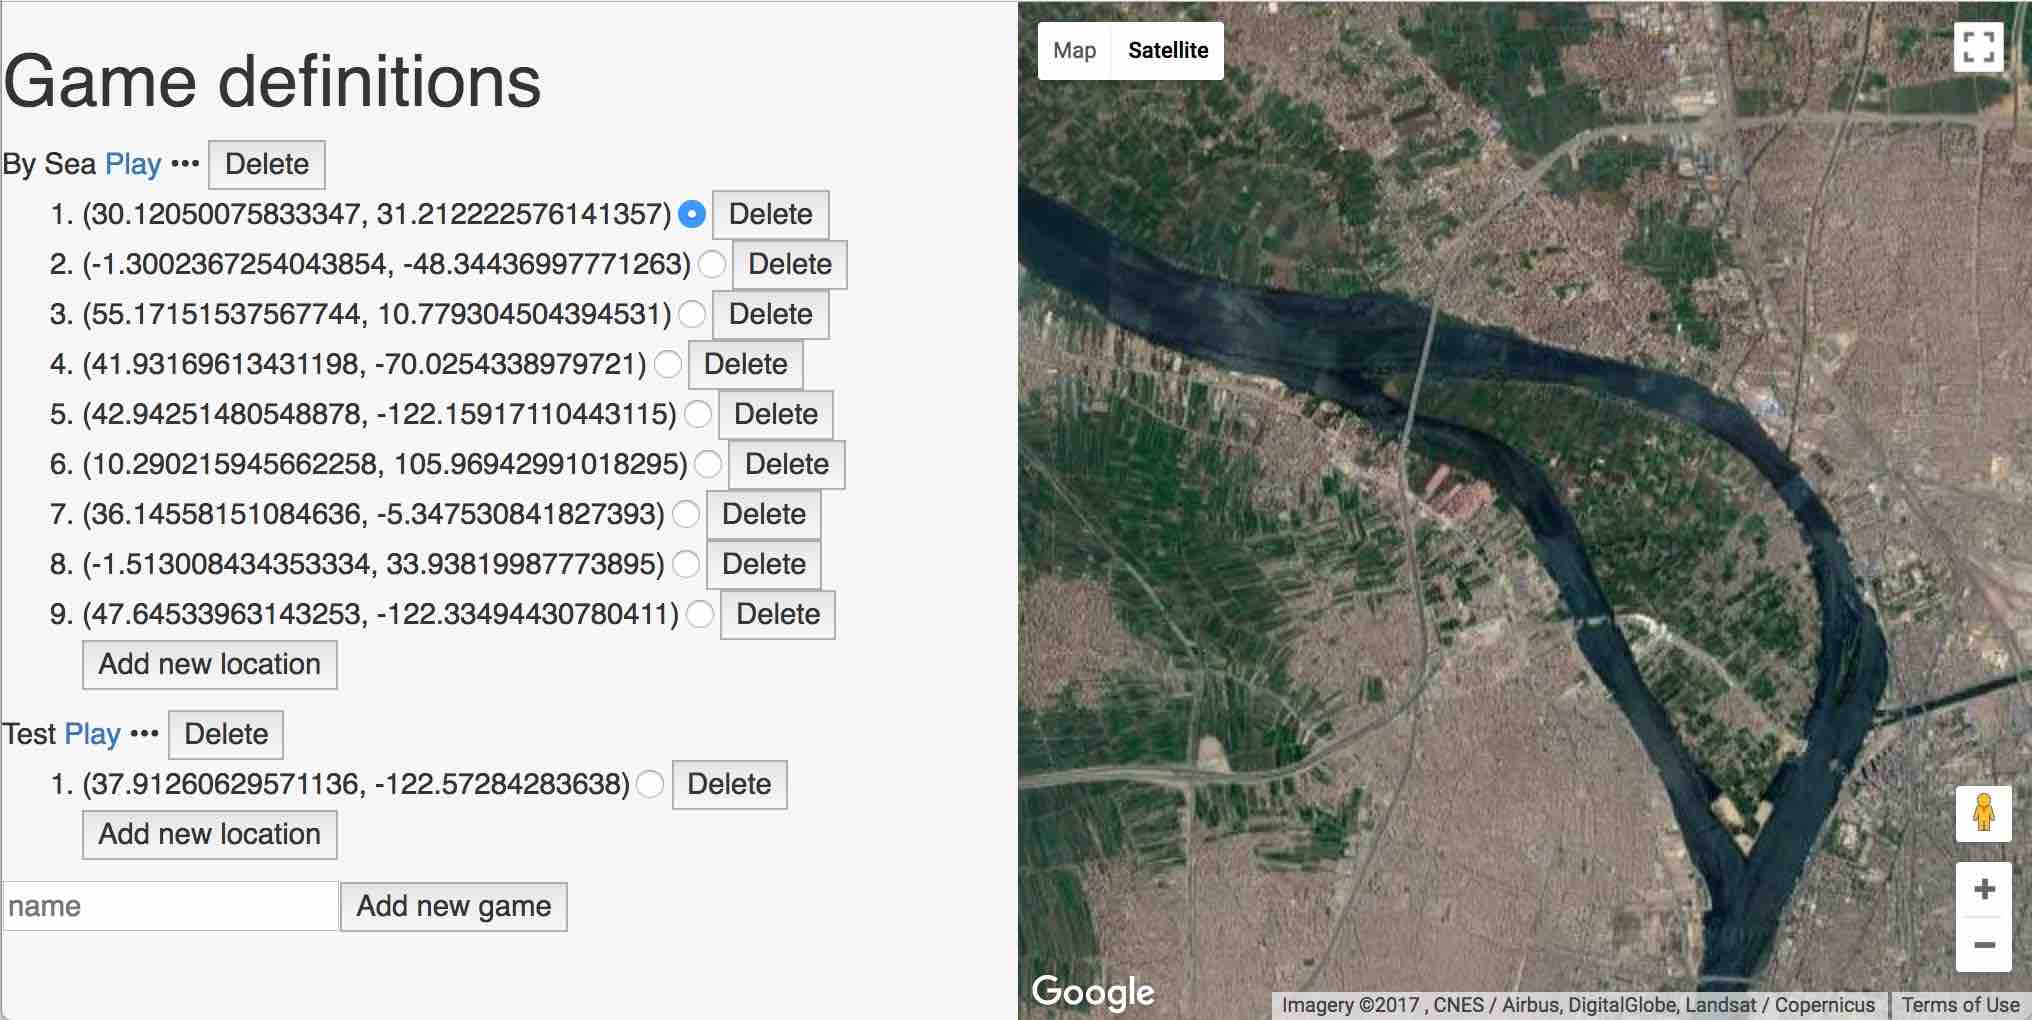 Game definitions
By Sea Play ••• Delete
1. (30.12050075833347, 31.212222576141357) Delete
2. (-1.3002367254043854, -48.34436997771263) Delete
3. (55.17151537567744, 10.779304504394531) Delete
4. (41.93169613431198, -70.0254338979721) Delete
5. (42.94251480548878, -122.15917110443115) Delete
6. (10.290215945662258, 105.96942991018295) Delete
7. (36.14558151084636, -5.347530841827393) Delete
8. (-1.513008434353334, 33.93819987773895) Delete
9. (47.64533963143253, -122.33494430780411) Delete
Add new location
Test Play ••• Delete
1. (37.91260629571136, -122.57284283638) Delete
Add new location
name Add new game
Map Satellite
Google
Imagery ©2017 , CNES / Airbus, DigitalGlobe, Landsat / Copernicus Terms of Use